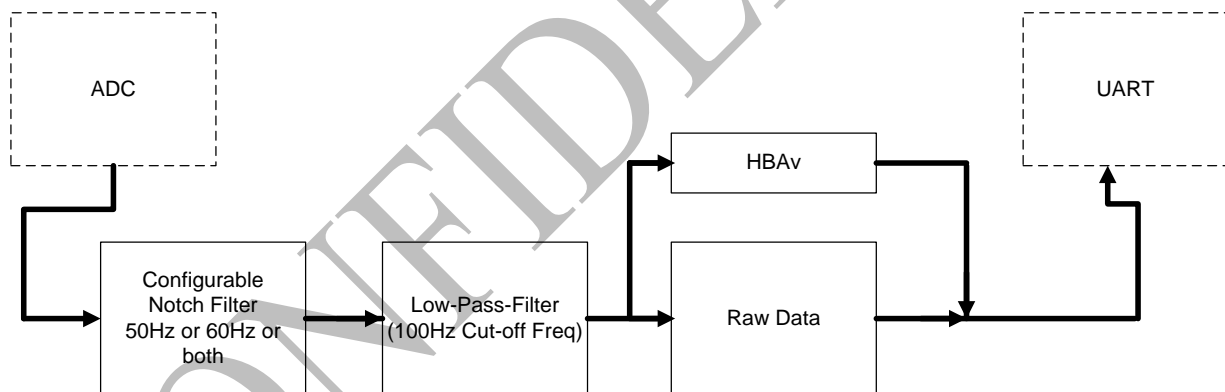 ADC
UART
HBAv
Configurable
Notch Filter
50Hz or 60Hz or
both
Low-Pass-Filter
(100Hz Cut-off Freq)
Raw Data
ONFIDE